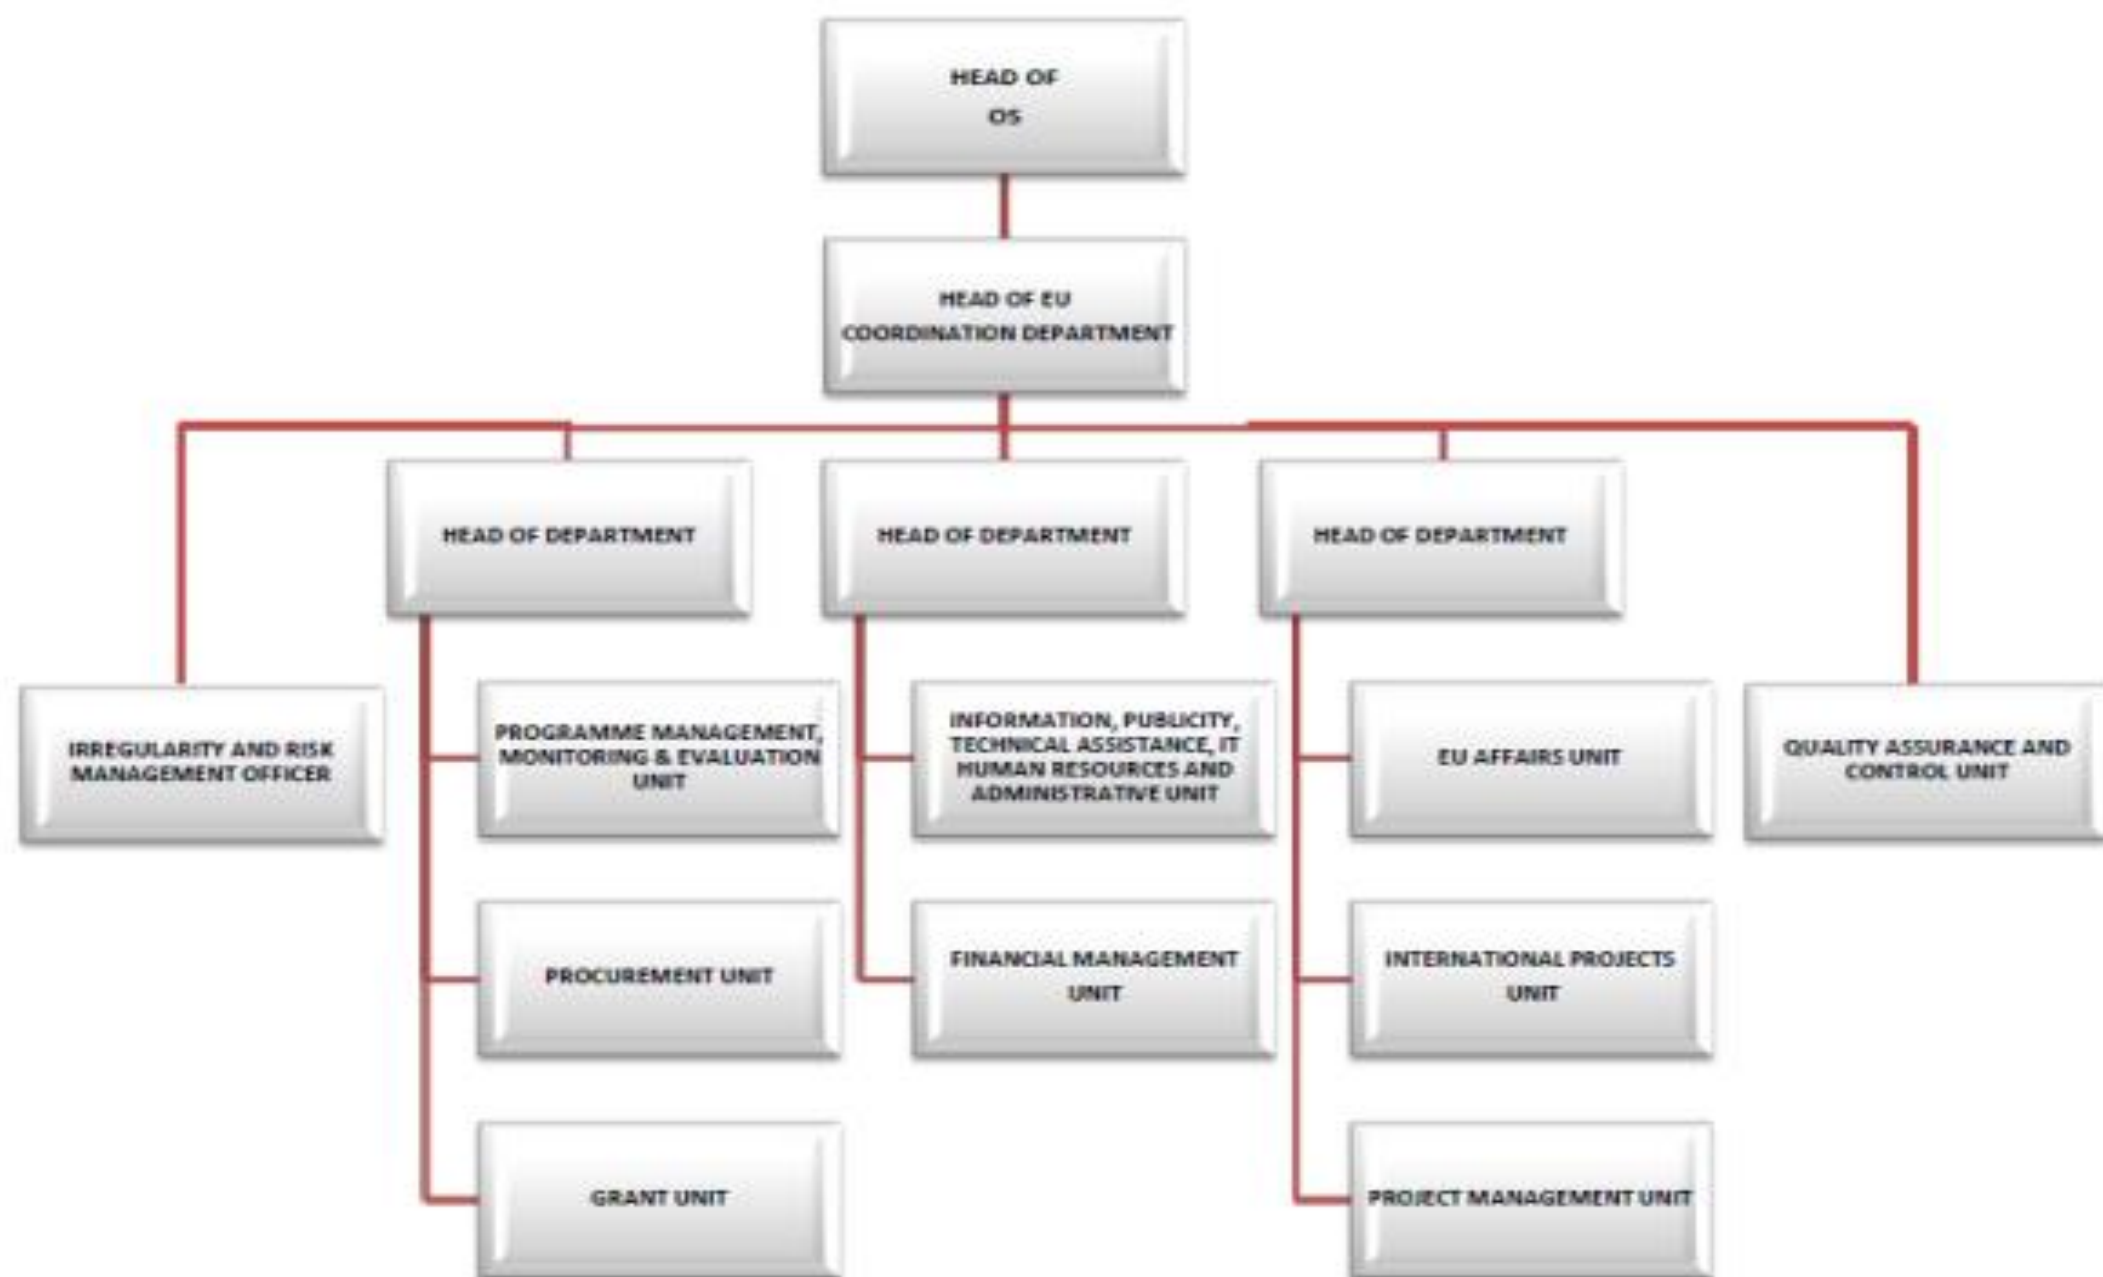 HEAD OF
OS
HEAD OF EU
COORDINATION DEPARTMENT
HEAD OF DEPARTMENT
HEAD OF DEPARTMENT
HEAD OF DEPARTMENT
IRREGULARITY AND RISK
MANAGEMENT OFFICER
PROGRAMME MANAGEMENT,
MONITORING & EVALUATION
UNIT
INFORMATION, PUBLICITY,
TECHNICAL ASSISTANCE, IT
HUMAN RESOURCES AND
ADMINISTRATIVE UNIT
EU AFFAIRS UNIT
QUALITY ASSURANCE AND
CONTROL UNIT
PROCUREMENT UNIT
FINANCIAL MANAGEMENT
UNIT
INTERNATIONAL PROJECTS
UNIT
GRANT UNIT
PROJECT MANAGEMENT UNIT